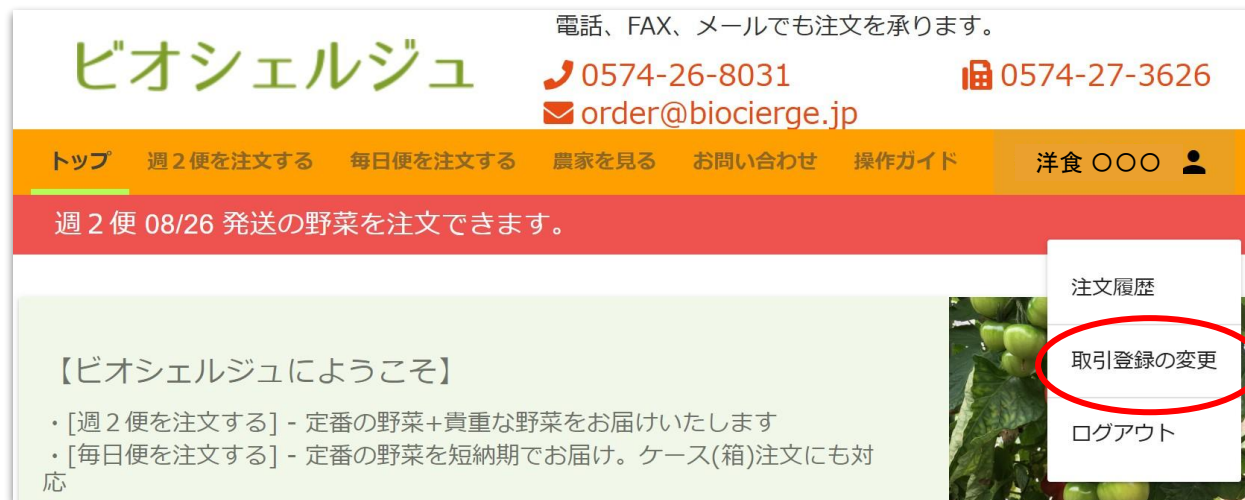 ビオシェルジュ
電話、FAX、メールでも注文を承ります。
0574-26-8031
0574-27-3626
order@biocierge.jp
トップ 週２便を注文する 毎日便を注文する 農家を見る お問い合わせ 操作ガイド 洋食 〇〇〇
週２便 08/26 発送の野菜を注文できます。
注文履歴
取引登録の変更
ログアウト
【ビオシェルジュにようこそ】
・[週２便を注文する] - 定番の野菜+貴重な野菜をお届けいたします
・[毎日便を注文する] - 定番の野菜を短納期でお届け。ケース(箱)注文にも対
応